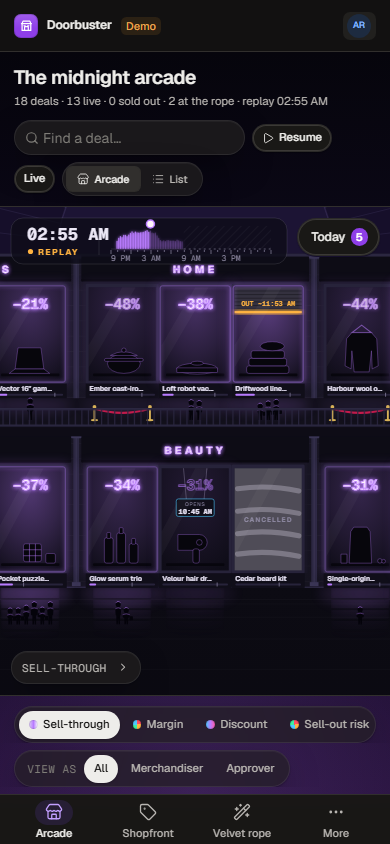 Doorbuster Demo AR
The midnight arcade
18 deals · 13 live · 0 sold out · 2 at the rope · replay 02:55 AM
Find a deal… Resume
Live Arcade List
02:55 AM
REPLAY
9 PM 3 AM 9 AM 3 PM
Today 5
S HOME
−21% −48% −38% OUT ~11:53 AM −44%
Vector 16" gam… Ember cast-iro… Loft robot vac… Driftwood line… Harbour wool o…
BEAUTY
−37% −34% −31% −31%
OPENS
10:45 AM
CANCELLED
Pocket puzzle… Glow serum trio Velour hair dr… Cedar beard kit Single-origin…
SELL-THROUGH
Sell-through Margin Discount Sell-out risk
VIEW AS All Merchandiser Approver
Arcade Shopfront Velvet rope More